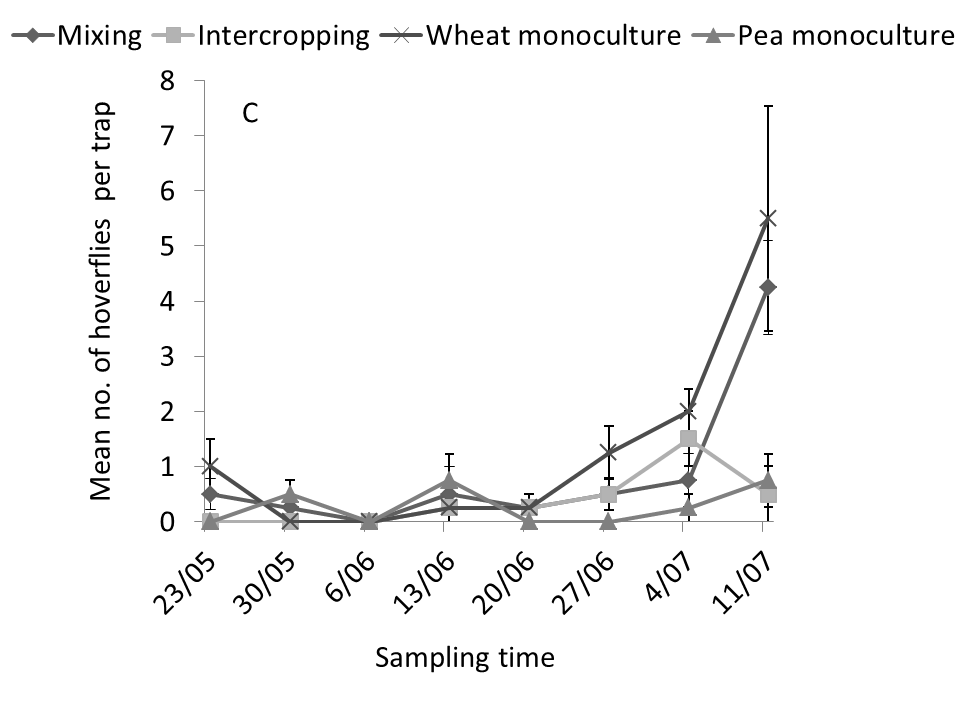 Mixing Intercropping Wheat monoculture Pea monoculture
C
Mean no. of hoverflies per trap
8
7
6
5
4
3
2
1
0
23/05 30/05 6/06 13/06 20/06 27/06 4/07 11/07
Sampling time